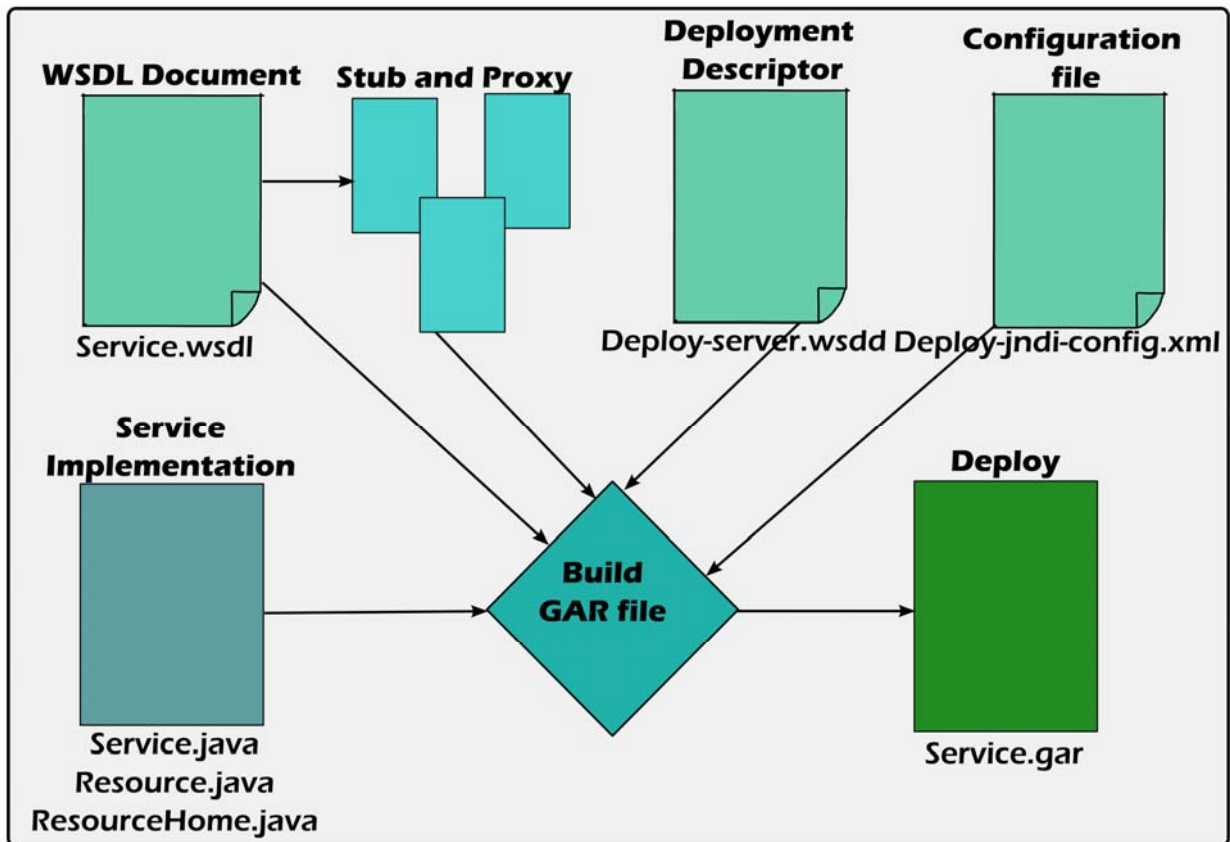 WSDL Document
Stub and Proxy
Deployment
Descriptor
Configuration
file
Service.wsdl
Deploy-server.wsdd
Deploy-jndi-config.xml
Service
Implementation
Build
GAR file
Deploy
Service.java
Resource.java
ResourceHome.java
Service.gar